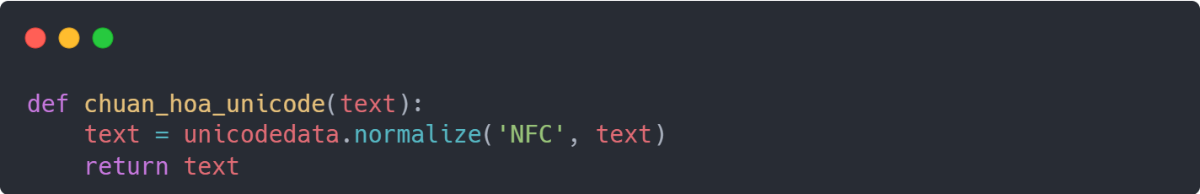 def chuan_hoa_unicode(text):
    text = unicodedata.normalize('NFC', text)
    return text